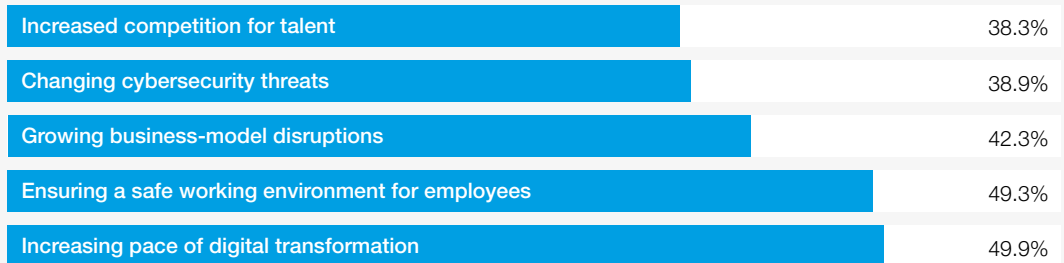 Increased competition for talent 38.3%
Changing cybersecurity threats 38.9%
Growing business-model disruptions 42.3%
Ensuring a safe working environment for employees 49.3%
Increasing pace of digital transformation 49.9%